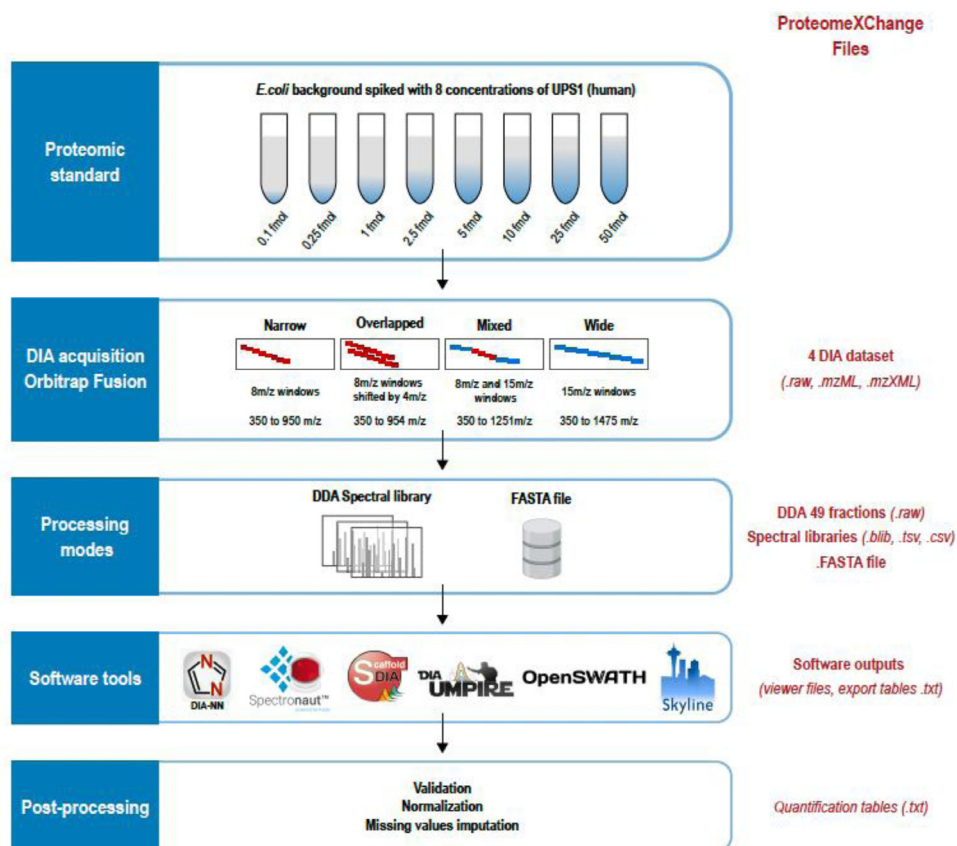 ProteomeXChange
Files
Proteomic
standard
E.coli background spiked with 8 concentrations of UPS1 (human)
0.1 fmol
0.25 fmol
1 fmol
2.5 fmol
5 fmol
10 fmol
25 fmol
50 fmol
DIA acquisition
Orbitrap Fusion
Narrow
Overlapped
Mixed
Wide
8m/z windows
8m/z windows
shifted by 4m/z
8m/z and 15m/z
windows
15m/z windows
350 to 950 m/z
350 to 954 m/z
350 to 1251m/z
350 to 1475 m/z
4 DIA dataset
(.raw, .mzML, .mzXML)
Processing
modes
DDA Spectral library
FASTA file
DDA 49 fractions (.raw)
Spectral libraries (.blib, .tsv, .csv)
.FASTA file
Software tools
N
N
DIA-NN
Spectronaut™
Scaffold
DIA
DIA
UMPIRE
OpenSWATH
Skyline
Software outputs
(viewer files, export tables .txt)
Post-processing
Validation
Normalization
Missing values imputation
Quantification tables (.txt)